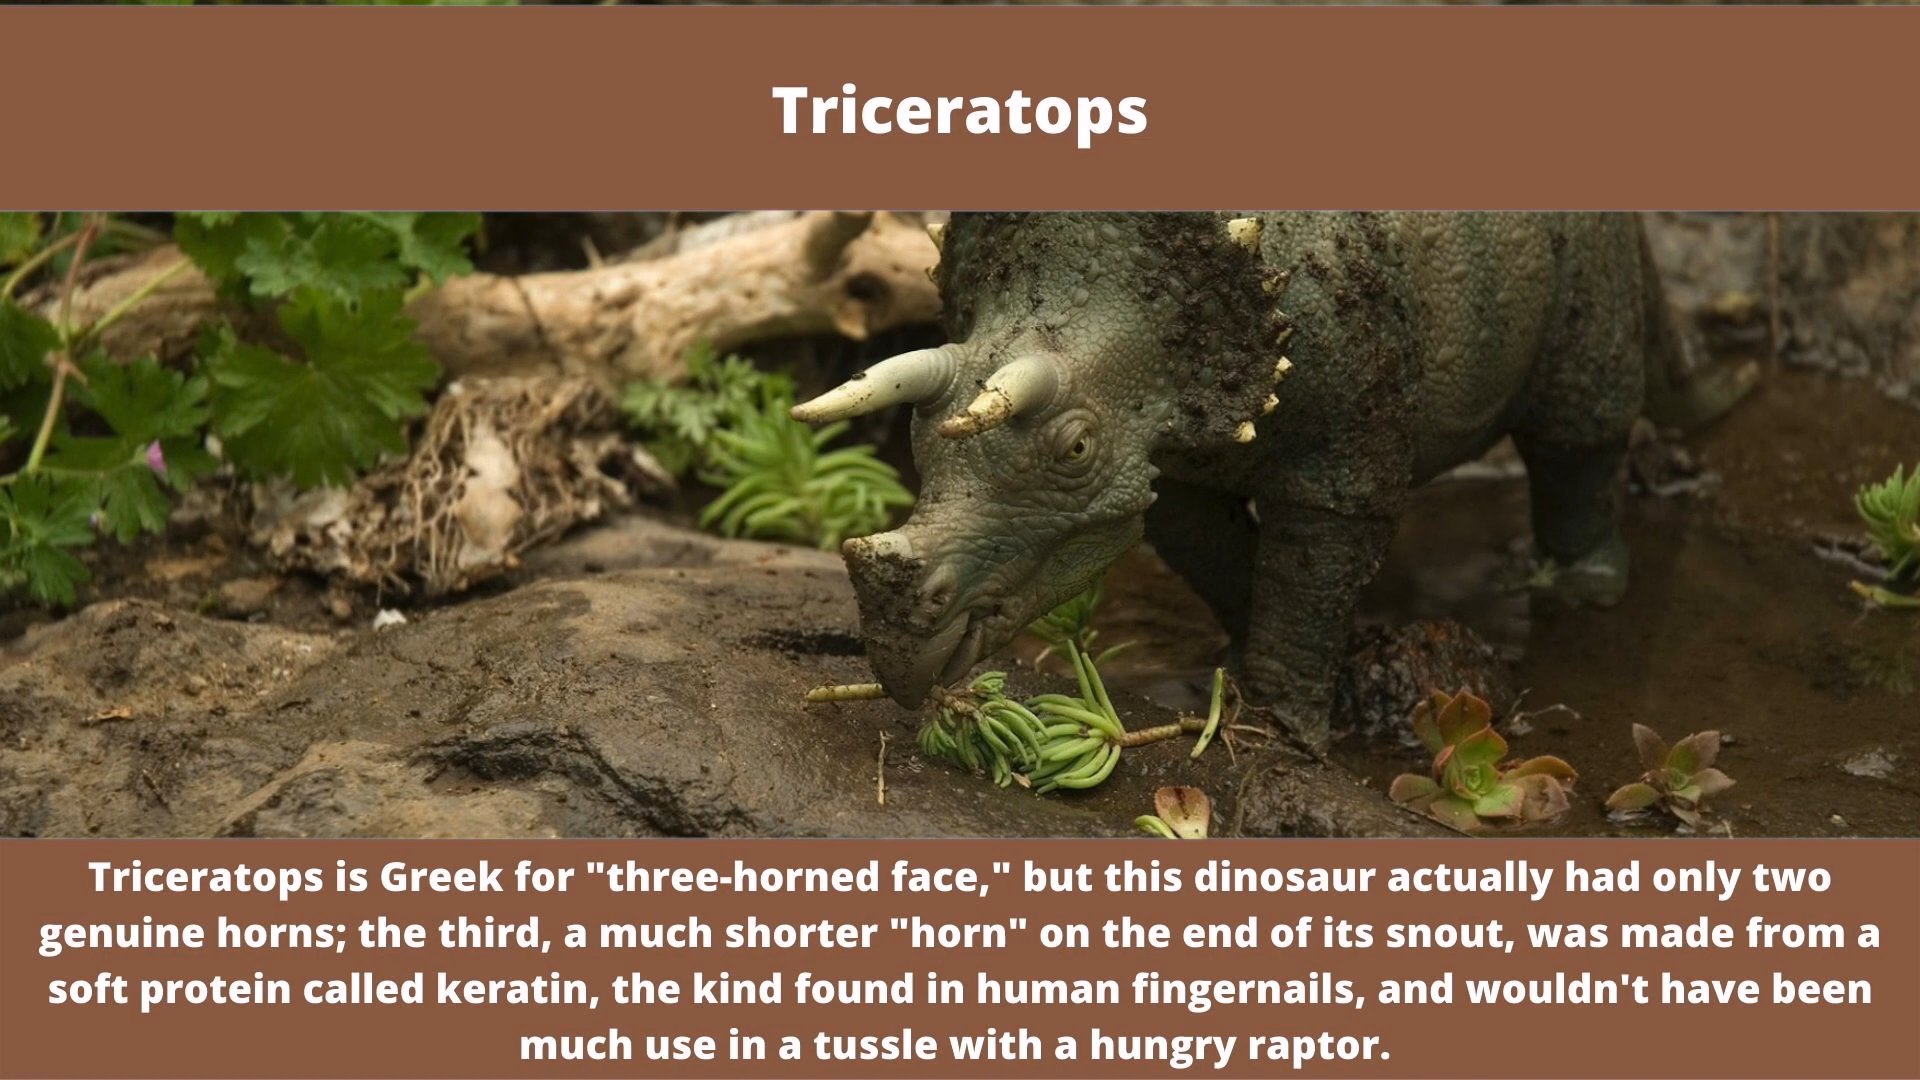 Triceratops
Triceratops is Greek for "three-horned face," but this dinosaur actually had only two
genuine horns; the third, a much shorter "horn" on the end of its snout, was made from a
soft protein called keratin, the kind found in human fingernails, and wouldn't have been
much use in a tussle with a hungry raptor.